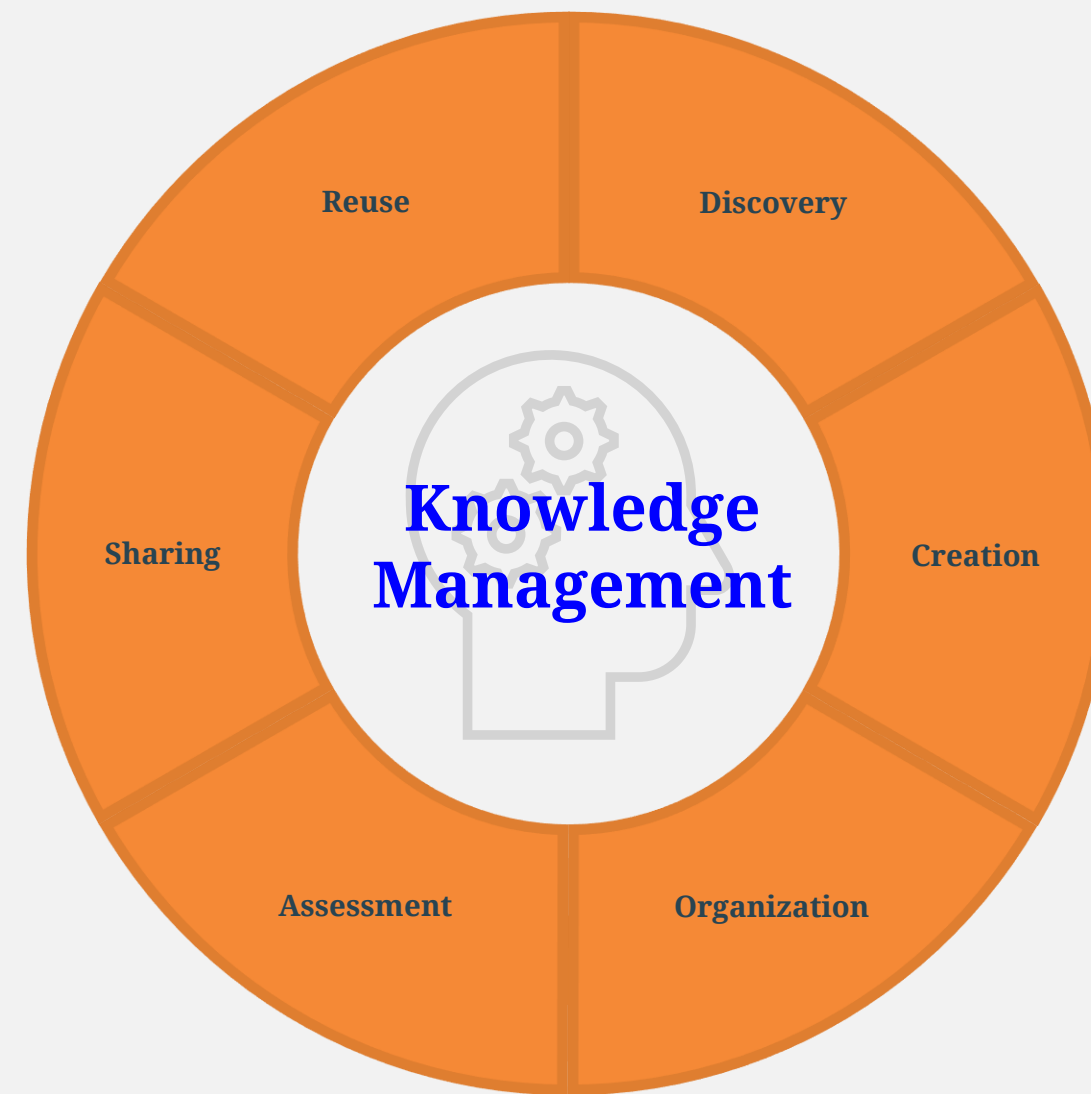 Reuse
Discovery
Knowledge
Management
Sharing
Creation
Assessment
Organization